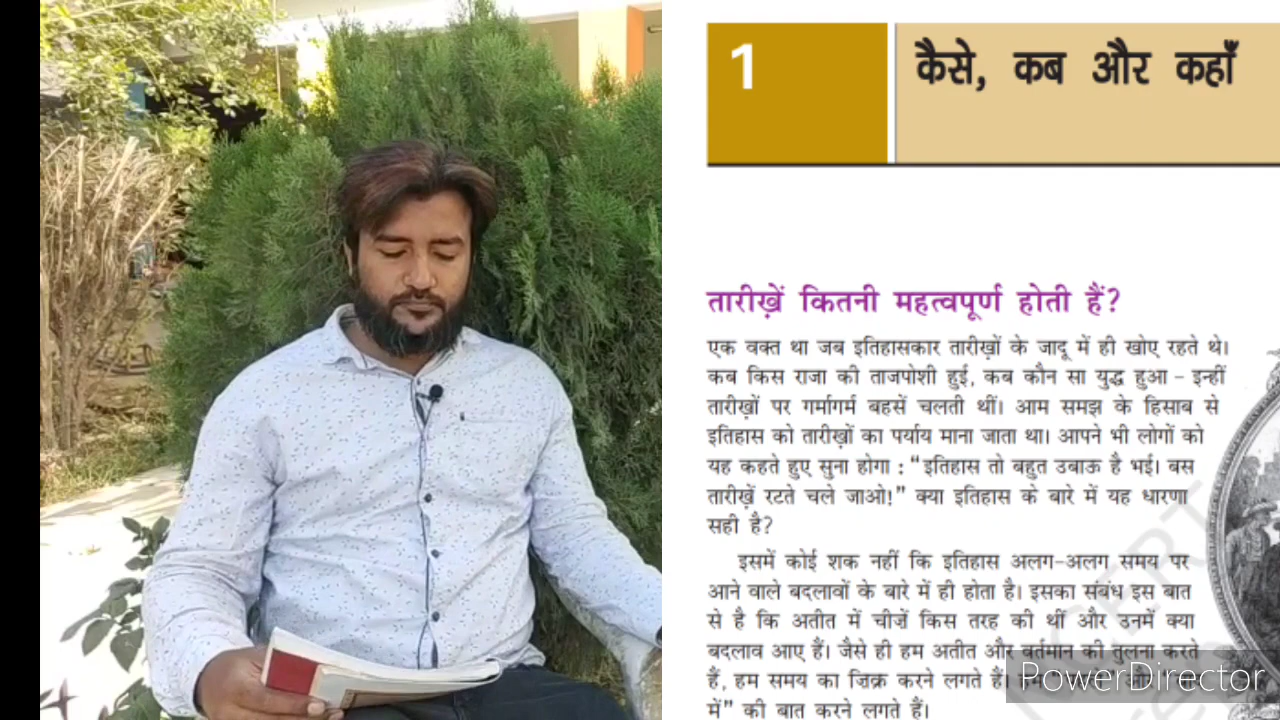 1
कैसे, कब और कहाँ
तारीख़ें कितनी महत्वपूर्ण होती हैं?
एक वक्त था जब इतिहासकार तारीख़ों के जादू में ही खोए रहते थे।
कब किस राजा की ताजपोशी हुई, कब कौन सा युद्ध हुआ – इन्हीं
तारीख़ों पर गर्मागर्म बहसें चलती थीं। आम समझ के हिसाब से
इतिहास को तारीख़ों का पर्याय माना जाता था। आपने भी लोगों को
यह कहते हुए सुना होगा : “इतिहास तो बहुत उबाऊ है भई। बस
तारीख़ें रटते चले जाओ!” क्या इतिहास के बारे में यह धारणा
सही है?
इसमें कोई शक नहीं कि इतिहास अलग-अलग समय पर
आने वाले बदलावों के बारे में ही होता है। इसका संबंध इस बात
से है कि अतीत में चीज़ें किस तरह की थीं और उनमें क्या
बदलाव आए हैं। जैसे ही हम अतीत और वर्तमान की तुलना करते
हैं, हम समय का ज़िक्र करने लगते हैं।
में” की बात करने लगते हैं।
NCERT
PowerDirector